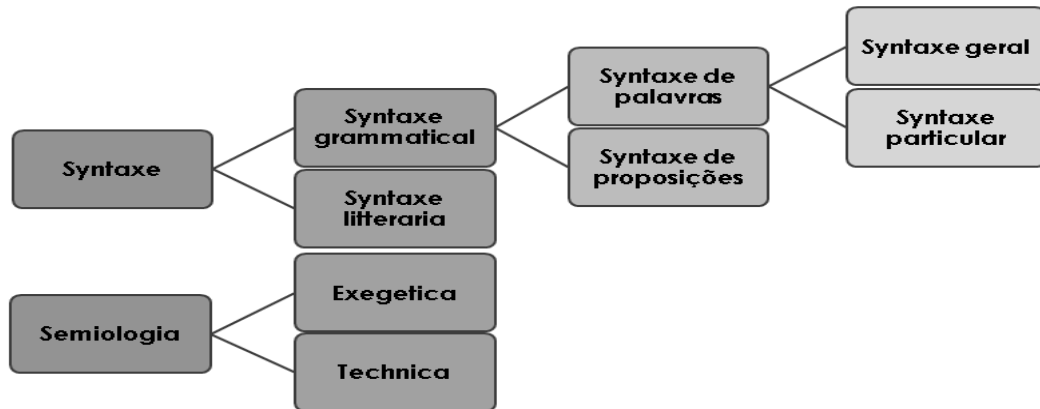 Syntaxe
Syntaxe
grammatical
Syntaxe
litteraria
Syntaxe de
palavras
Syntaxe de
proposições
Syntaxe geral
Syntaxe
particular
Semiologia
Exegetica
Technica